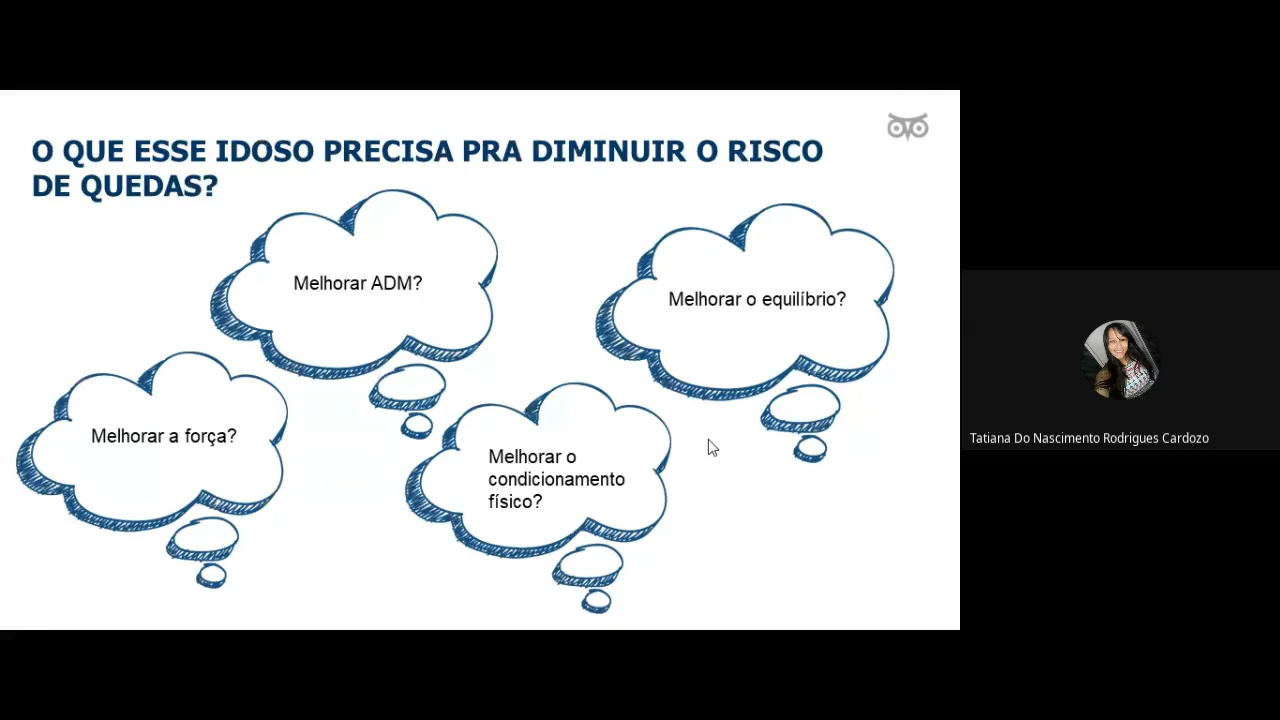 O QUE ESSE IDOSO PRECISA PRA DIMINUIR O RISCO
DE QUEDAS?
Melhorar ADM?
Melhorar o equilíbrio?
Melhorar a força?
Melhorar o
condicionamento
físico?
Tatiana Do Nascimento Rodrigues Cardozo